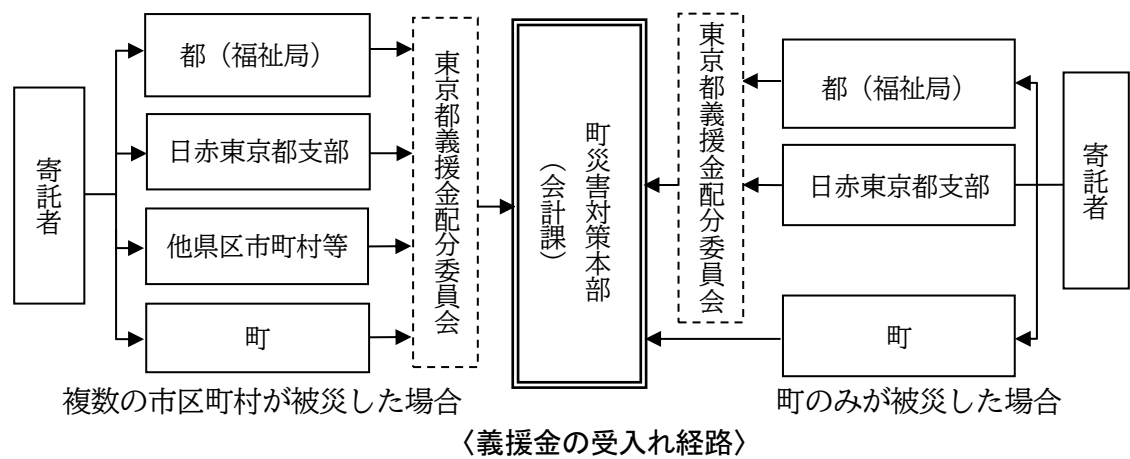 寄託者
都（福祉局）
日赤東京都支部
他県区市町村等
町
東京都義援金配分委員会
町災害対策本部
（会計課）
東京都義援金配分委員会
都（福祉局）
日赤東京都支部
町
寄託者
複数の市区町村が被災した場合
町のみが被災した場合
〈義援金の受入れ経路〉